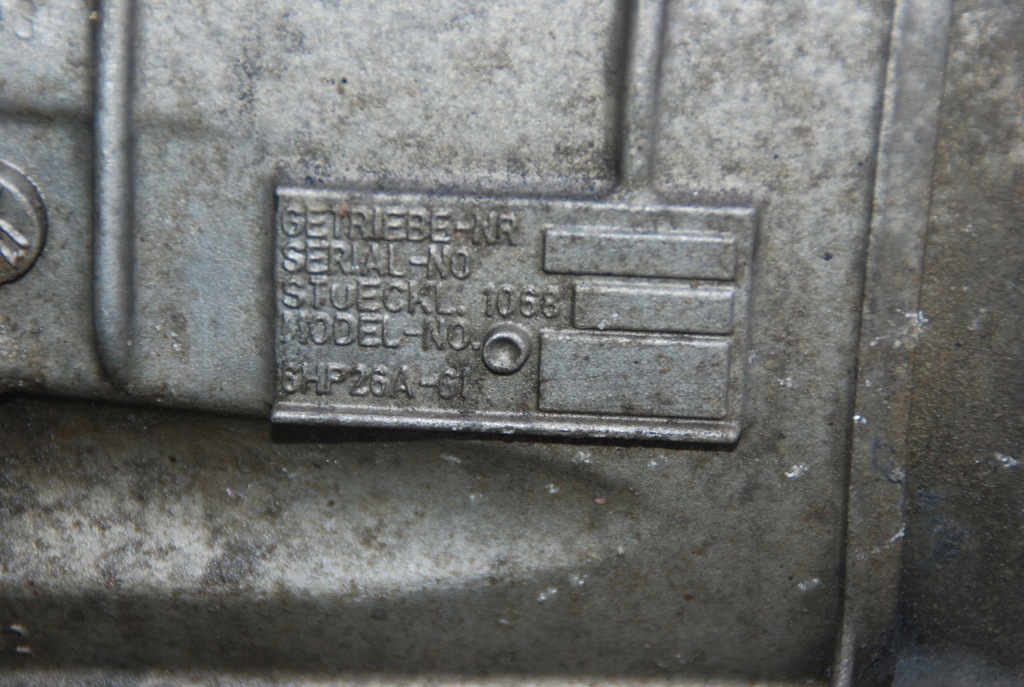 GETRIEBE-NR
SERIAL-NO
STUECKL. 1068
MODEL-NO.
6HP26A-61